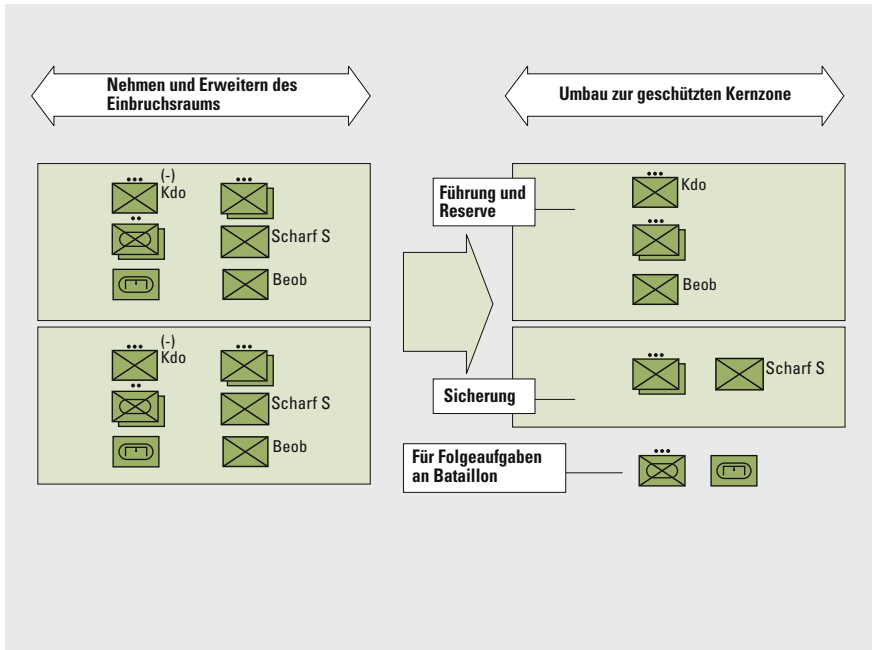 Nehmen und Erweitern des
Einbruchsraums
Umbau zur geschützten Kernzone
(-)
Kdo
Scharf S
Beob
(-)
Kdo
Scharf S
Beob
Führung und
Reserve
Kdo
Beob
Sicherung
Scharf S
Für Folgeaufgaben
an Bataillon